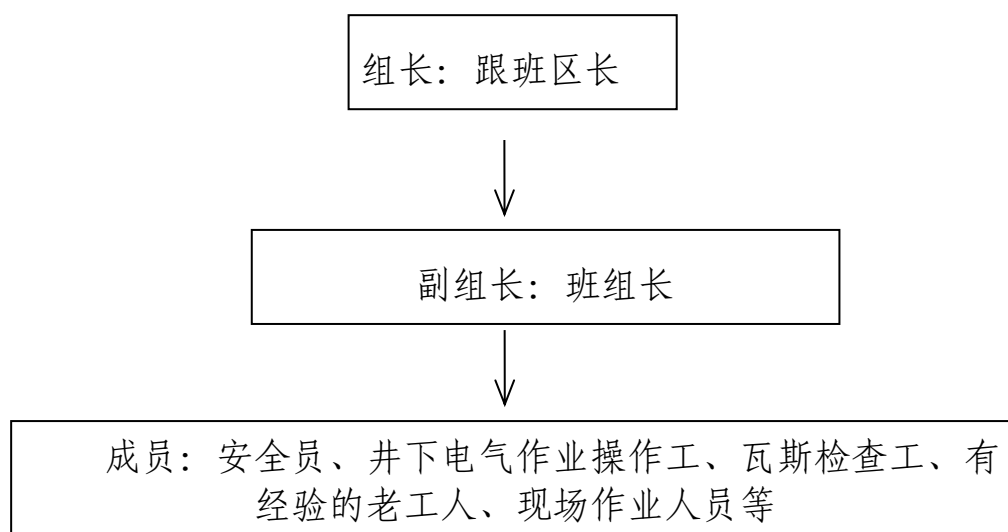 组长：跟班区长
副组长：班组长
成员：安全员、井下电气作业操作工、瓦斯检查工、有
经验的老工人、现场作业人员等